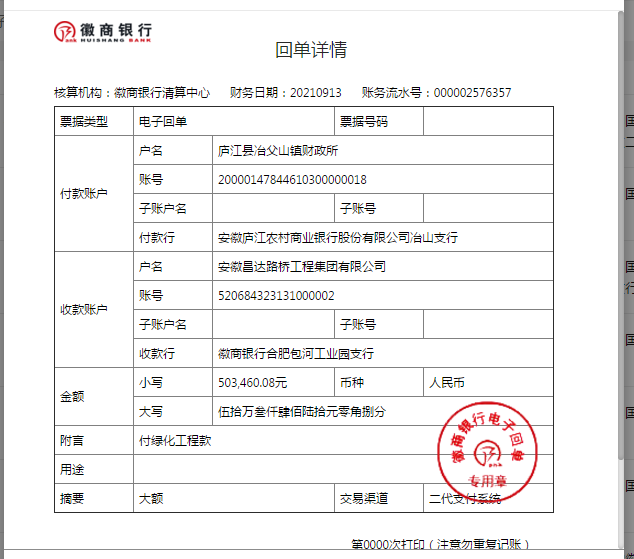 徽商银行
HUISHANG BANK
回单详情
核算机构：徽商银行清算中心 财务日期：20210913 账务流水号：000002576357
票据类型 电子回单 票据号码
付款账户
户名 庐江县冶父山镇财政所
账号 20000147844610300000018
子账户名 子账号
付款行 安徽庐江农村商业银行股份有限公司冶山支行
收款账户
户名 安徽昌达路桥工程集团有限公司
账号 520684323131000002
子账户名 子账号
收款行 徽商银行合肥包河工业园支行
金额
小写 503,460.08元 币种 人民币
大写 伍拾万叁仟肆佰陆拾元零角捌分
附言 付绿化工程款
用途
摘要 大额 交易渠道 二代支付系统
徽商银行电子回单
专用章
第0000次打印（注意勿重复记账）